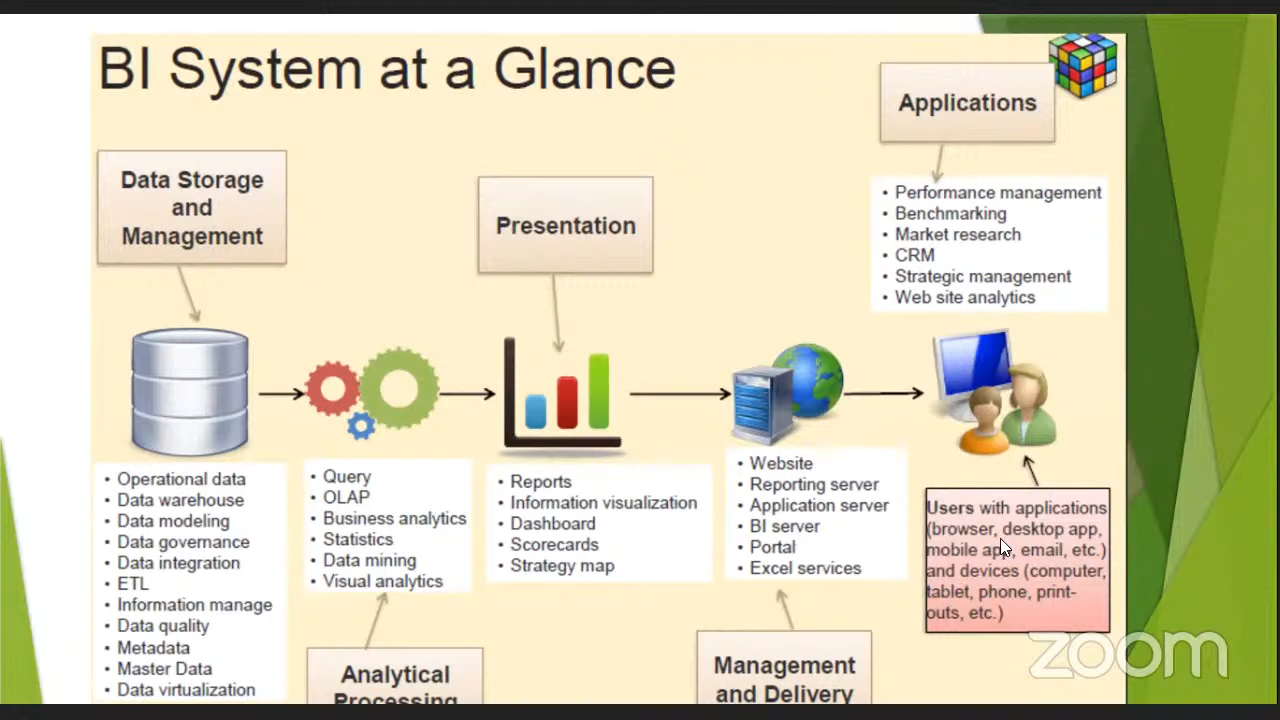 BI System at a Glance
Applications
Data Storage
and
Management
Presentation
• Performance management
• Benchmarking
• Market research
• CRM
• Strategic management
• Web site analytics
• Operational data
• Data warehouse
• Data modeling
• Data governance
• Data integration
• ETL
• Information manage
• Data quality
• Metadata
• Master Data
• Data virtualization
• Query
• OLAP
• Business analytics
• Statistics
• Data mining
• Visual analytics
• Reports
• Information visualization
• Dashboard
• Scorecards
• Strategy map
• Website
• Reporting server
• Application server
• BI server
• Portal
• Excel services
Users with applications
(browser, desktop app,
mobile app, email, etc.)
and devices (computer,
tablet, phone, print-
outs, etc.)
Analytical
Processing
Management
and Delivery
zoom